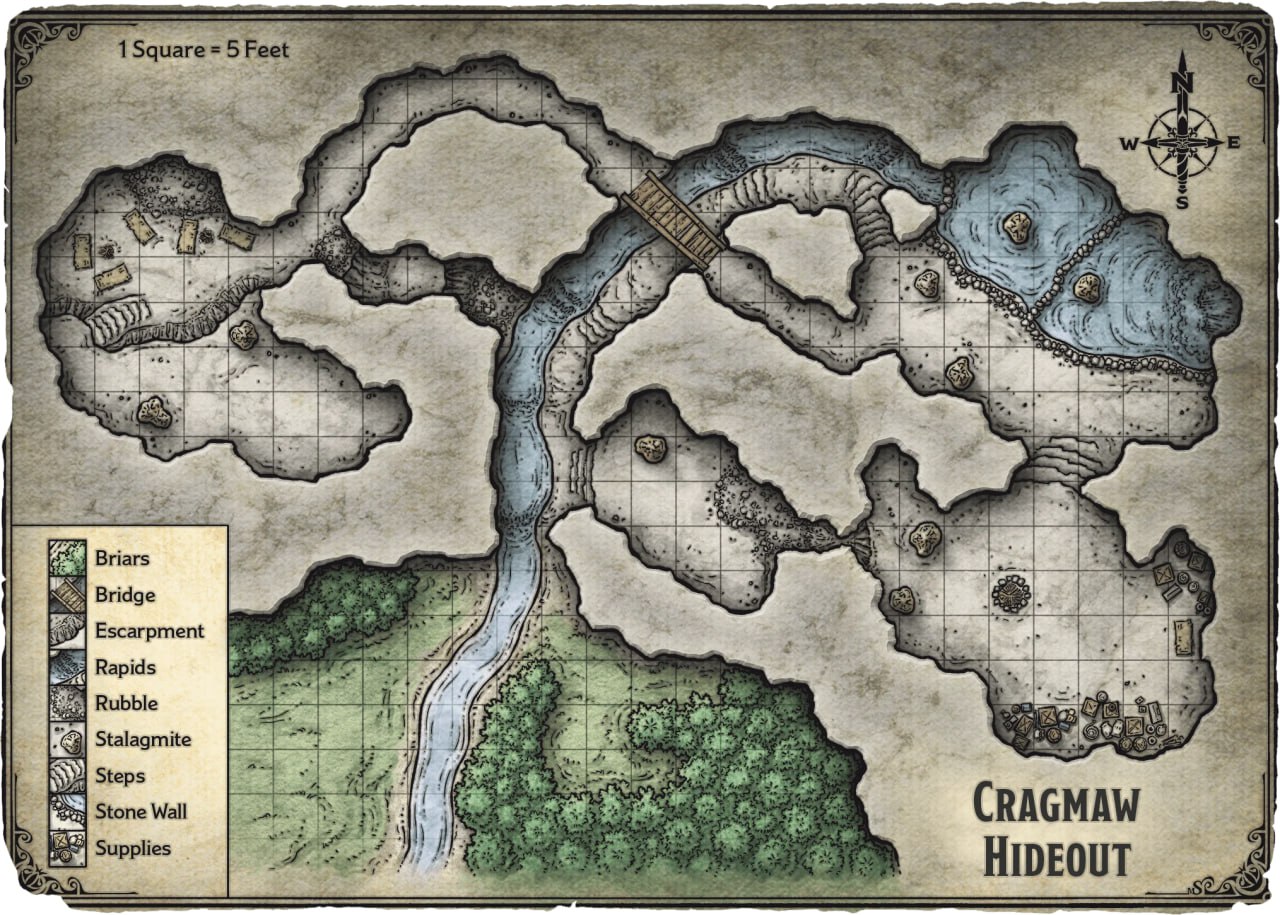 1 Square = 5 Feet
N
W
E
S
Briars
Bridge
Escarpment
Rapids
Rubble
Stalagmite
Steps
Stone Wall
Supplies
Cragmaw
Hideout